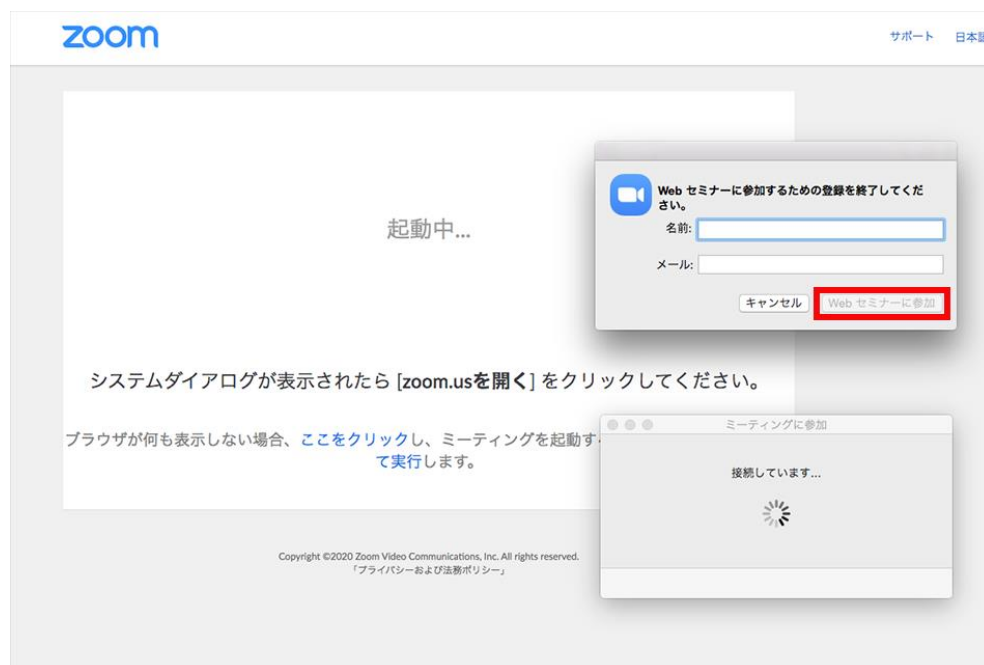 zoom
サポート 日本語
起動中...
Web セミナーに参加するための登録を終了してくだ
さい。
名前:
メール:
キャンセル Web セミナーに参加
システムダイアログが表示されたら [zoom.usを開く] をクリックしてください。
ブラウザが何も表示しない場合、ここをクリックし、ミーティングを起動す
て実行します。
ミーティングに参加
接続しています...
Copyright ©2020 Zoom Video Communications, Inc. All rights reserved.
「プライバシーおよび法務ポリシー」